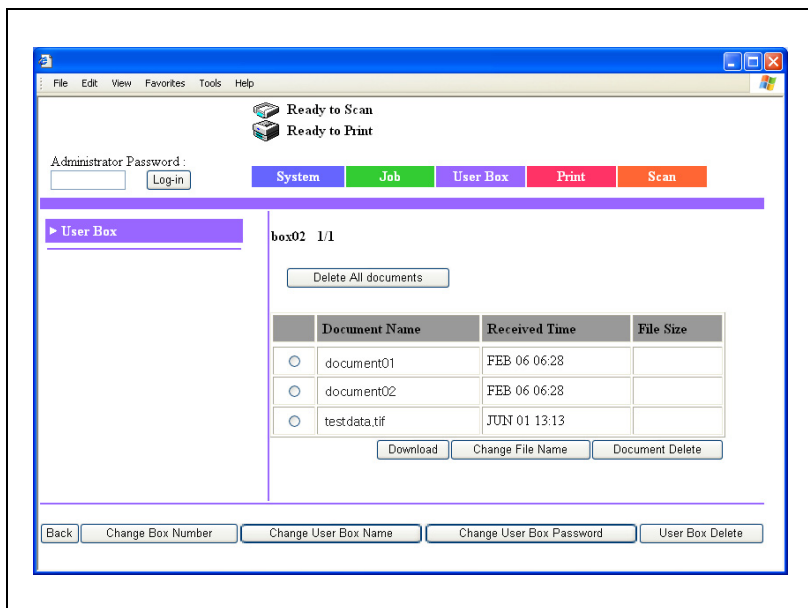 File Edit View Favorites Tools Help
Ready to Scan
Ready to Print
Administrator Password :
Log-in
System Job User Box Print Scan
User Box
box02 1/1
Delete All documents
Document Name Received Time File Size
document01 FEB 06 06:28
document02 FEB 06 06:28
testdata,tif JUN 01 13:13
Download Change File Name Document Delete
Back Change Box Number Change User Box Name Change User Box Password User Box Delete